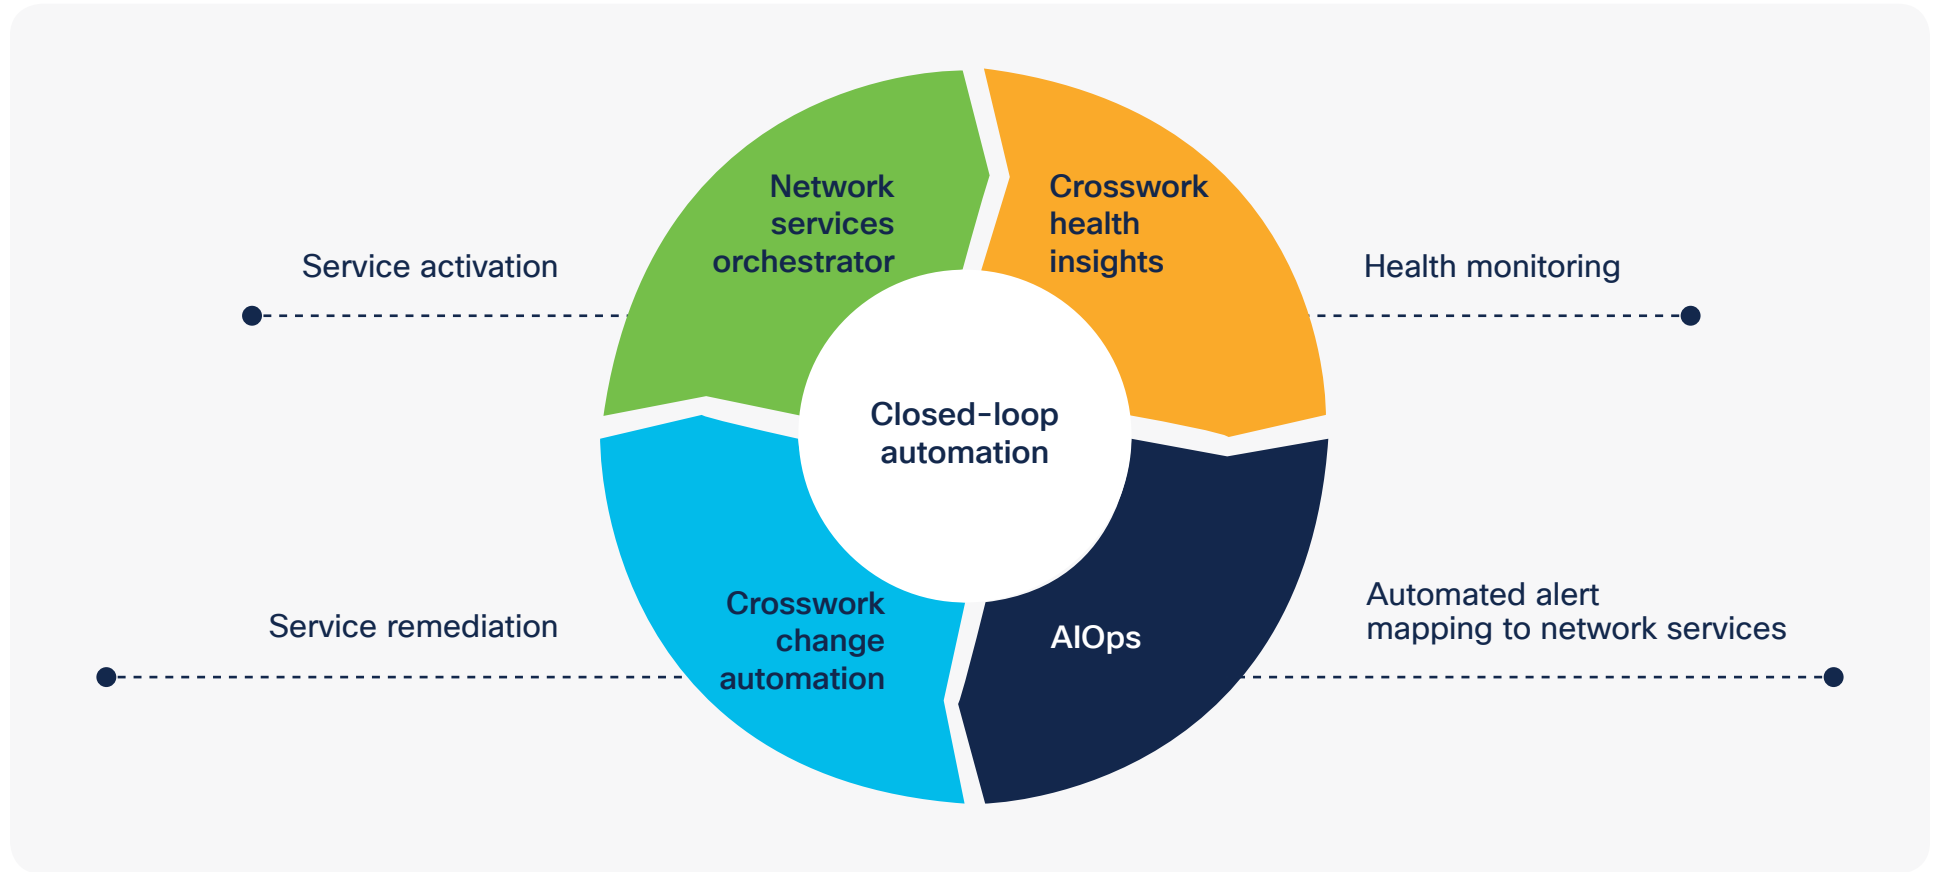 Network
services
orchestrator
Crosswork
health
insights
Service activation
Health monitoring
Closed-loop
automation
Crosswork
change
automation
AIOps
Service remediation
Automated alert
mapping to network services